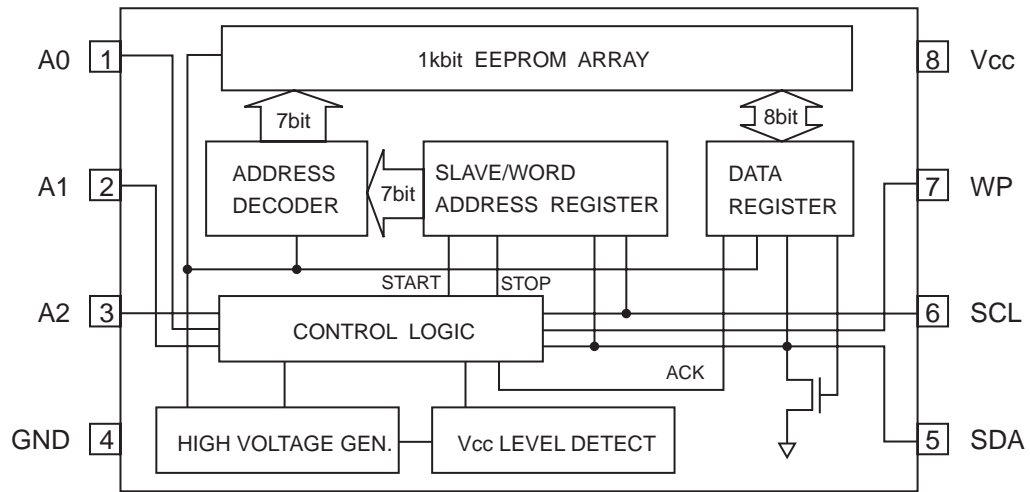 A0 1
1kbit EEPROM ARRAY
8 Vcc
7bit
8bit
ADDRESS
DECODER
7bit
SLAVE/WORD
ADDRESS REGISTER
DATA
REGISTER
A1 2
7 WP
START
STOP
A2 3
CONTROL LOGIC
6 SCL
ACK
GND 4
HIGH VOLTAGE GEN.
Vcc LEVEL DETECT
5 SDA